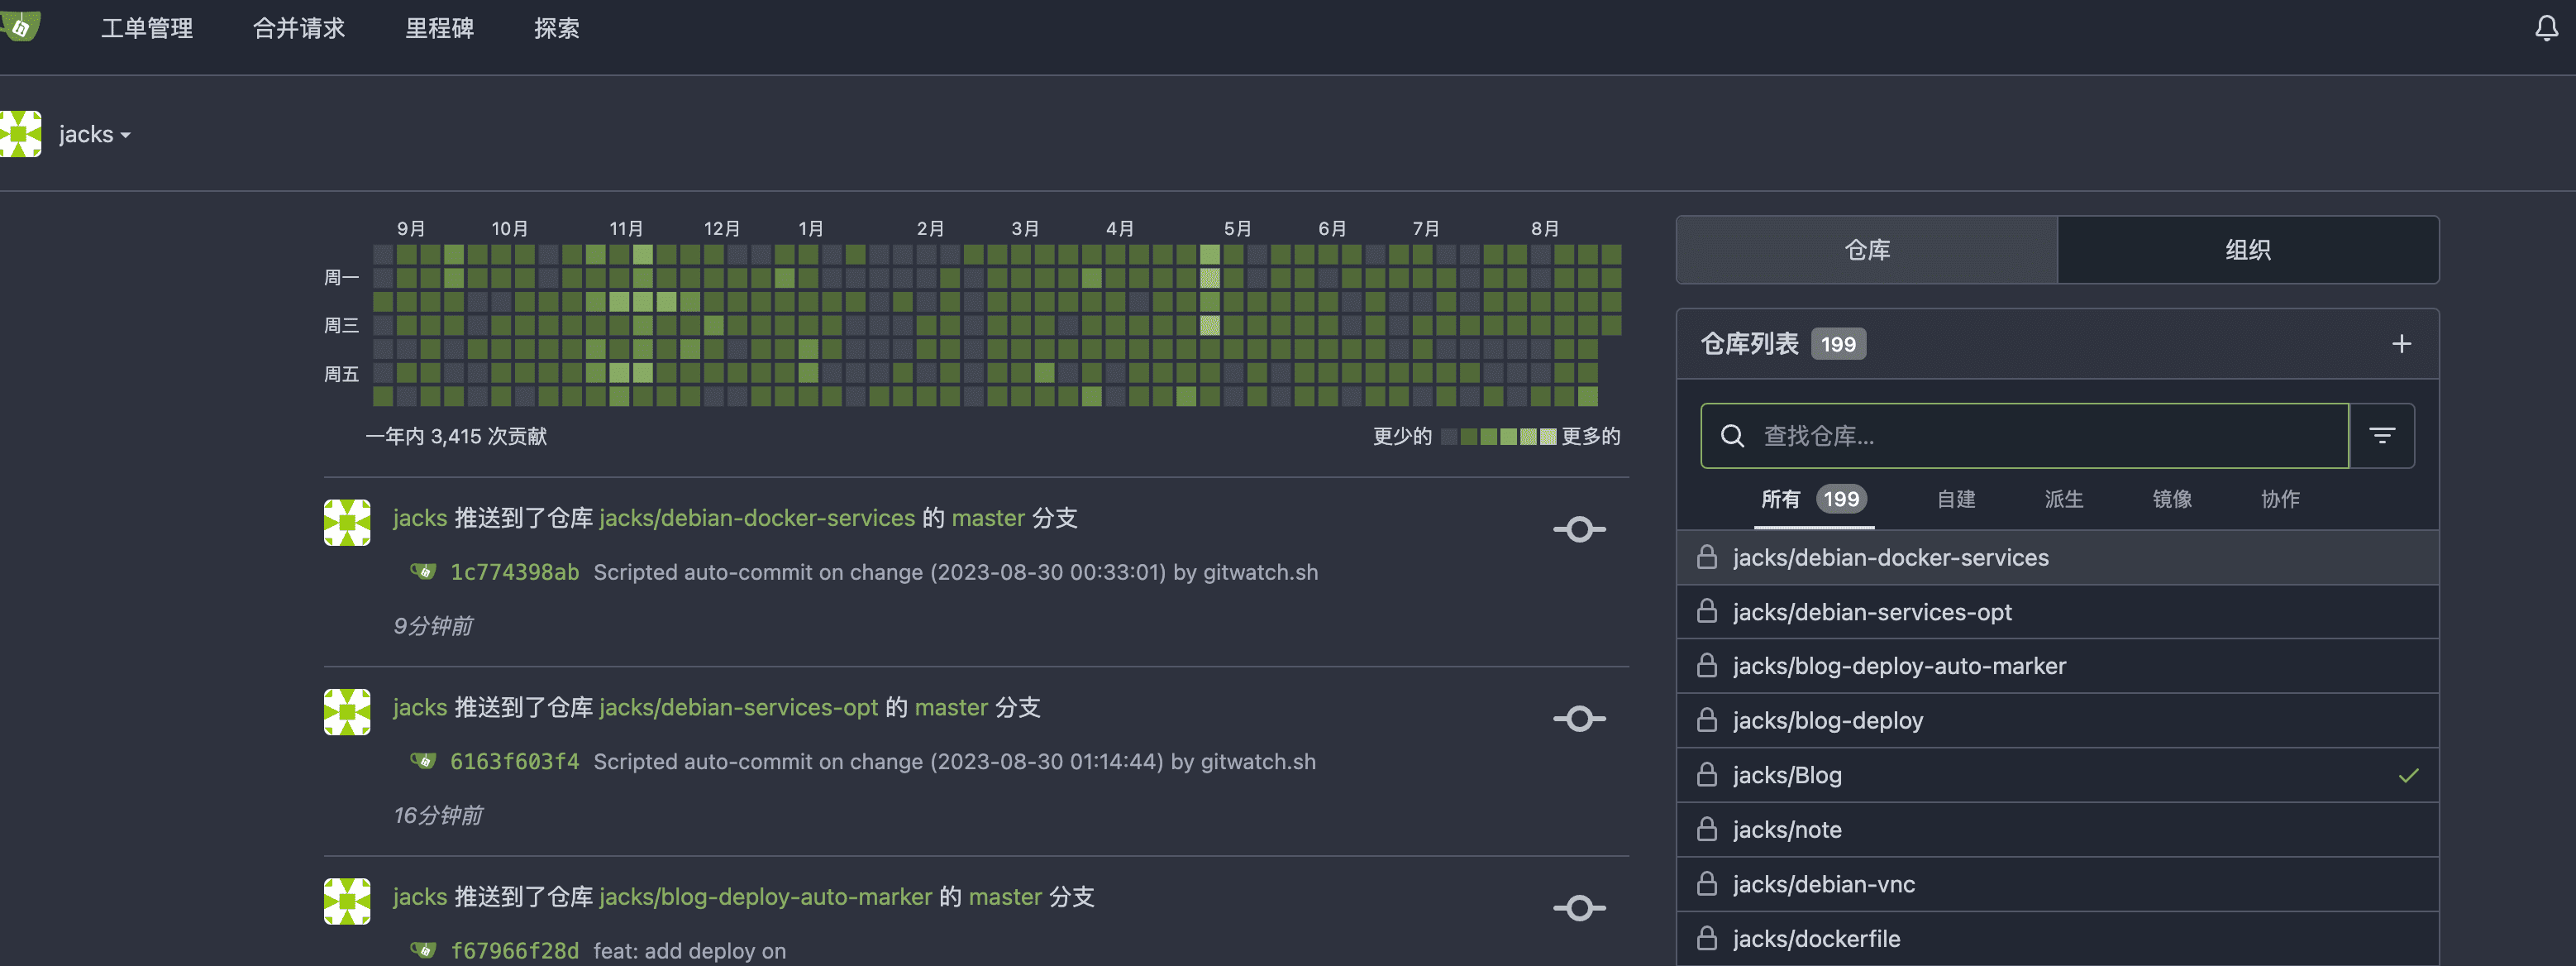 工单管理 合并请求 里程碑 探索
jacks
9月 10月 11月 12月 1月 2月 3月 4月 5月 6月 7月 8月
周一
周三
周五
一年内 3,415 次贡献
更少的 更多的
jacks 推送到了仓库 jacks/debian-docker-services 的 master 分支
1c774398ab Scripted auto-commit on change (2023-08-30 00:33:01) by gitwatch.sh
9分钟前
jacks 推送到了仓库 jacks/debian-services-opt 的 master 分支
6163f603f4 Scripted auto-commit on change (2023-08-30 01:14:44) by gitwatch.sh
16分钟前
jacks 推送到了仓库 jacks/blog-deploy-auto-marker 的 master 分支
f67966f28d feat: add deploy on
仓库 组织
仓库列表 199
查找仓库...
所有 199 自建 派生 镜像 协作
jacks/debian-docker-services
jacks/debian-services-opt
jacks/blog-deploy-auto-marker
jacks/blog-deploy
jacks/Blog
jacks/note
jacks/debian-vnc
jacks/dockerfile